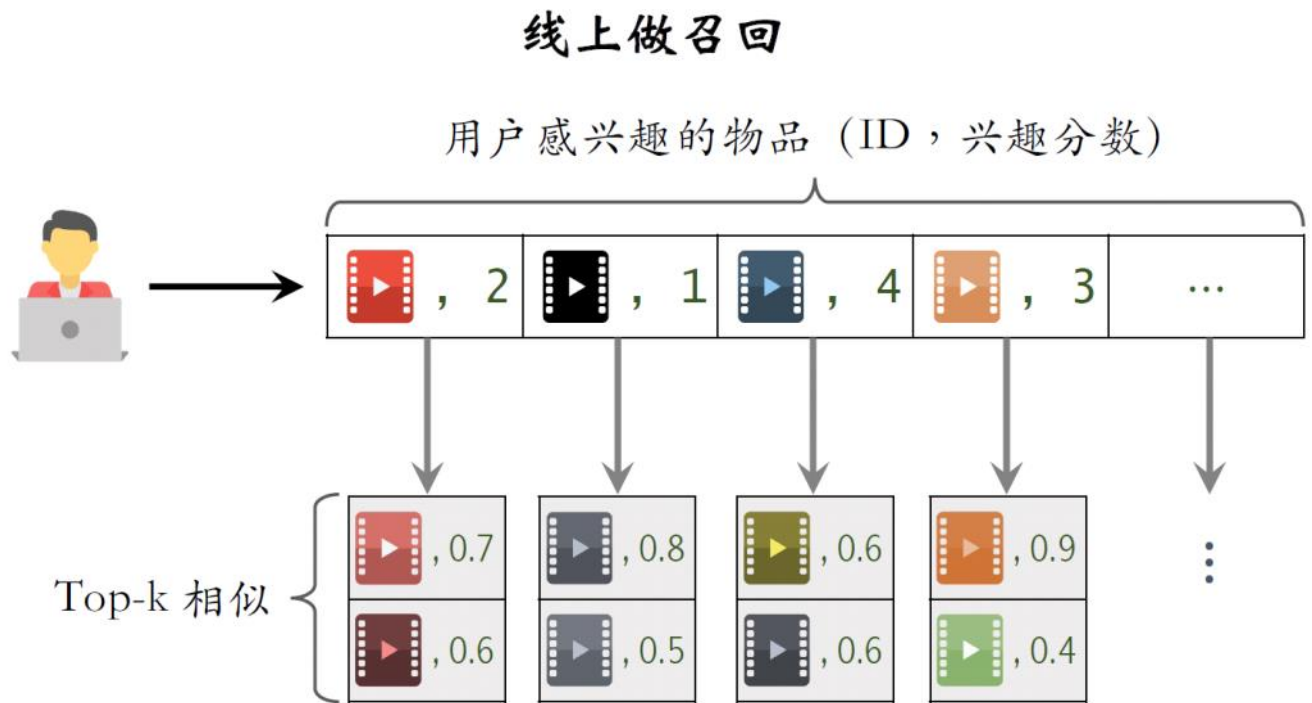 线上做召回
用户感兴趣的物品（ID，兴趣分数）
, 2 , 1 , 4 , 3 ...
, 0.7 , 0.8 , 0.6 , 0.9
Top-k 相似
, 0.6 , 0.5 , 0.6 , 0.4